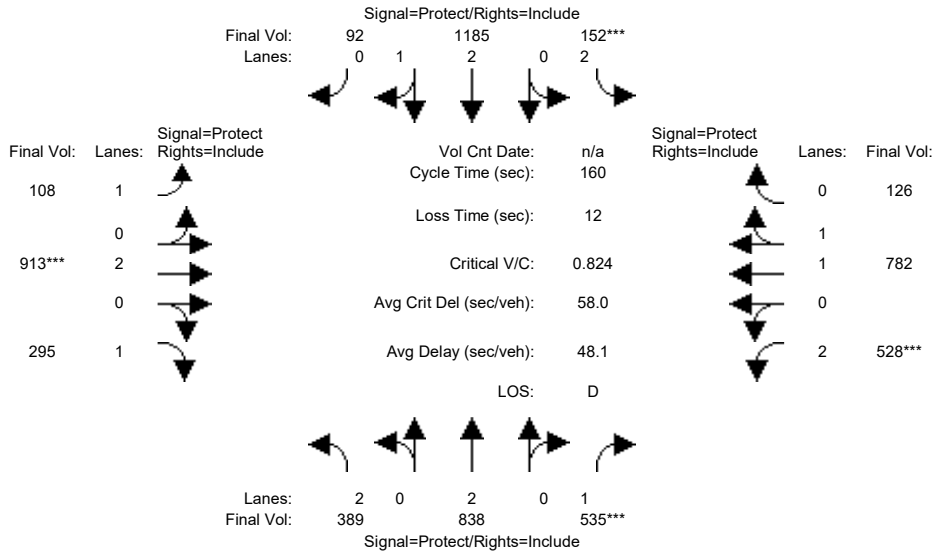 Signal=Protect/Rights=Include
Final Vol: 92 1185 152***
Lanes: 0 1 2 0 2
Signal=Protect
Final Vol: Lanes: Rights=Include
Vol Cnt Date: n/a
Signal=Protect
Rights=Include Lanes: Final Vol:
Cycle Time (sec): 160
108 1
0 126
Loss Time (sec): 12
0
1
913*** 2
Critical V/C: 0.824
1 782
0
Avg Crit Del (sec/veh): 58.0
0
295 1
Avg Delay (sec/veh): 48.1
2 528***
LOS: D
Lanes: 2 0 2 0 1
Final Vol: 389 838 535***
Signal=Protect/Rights=Include